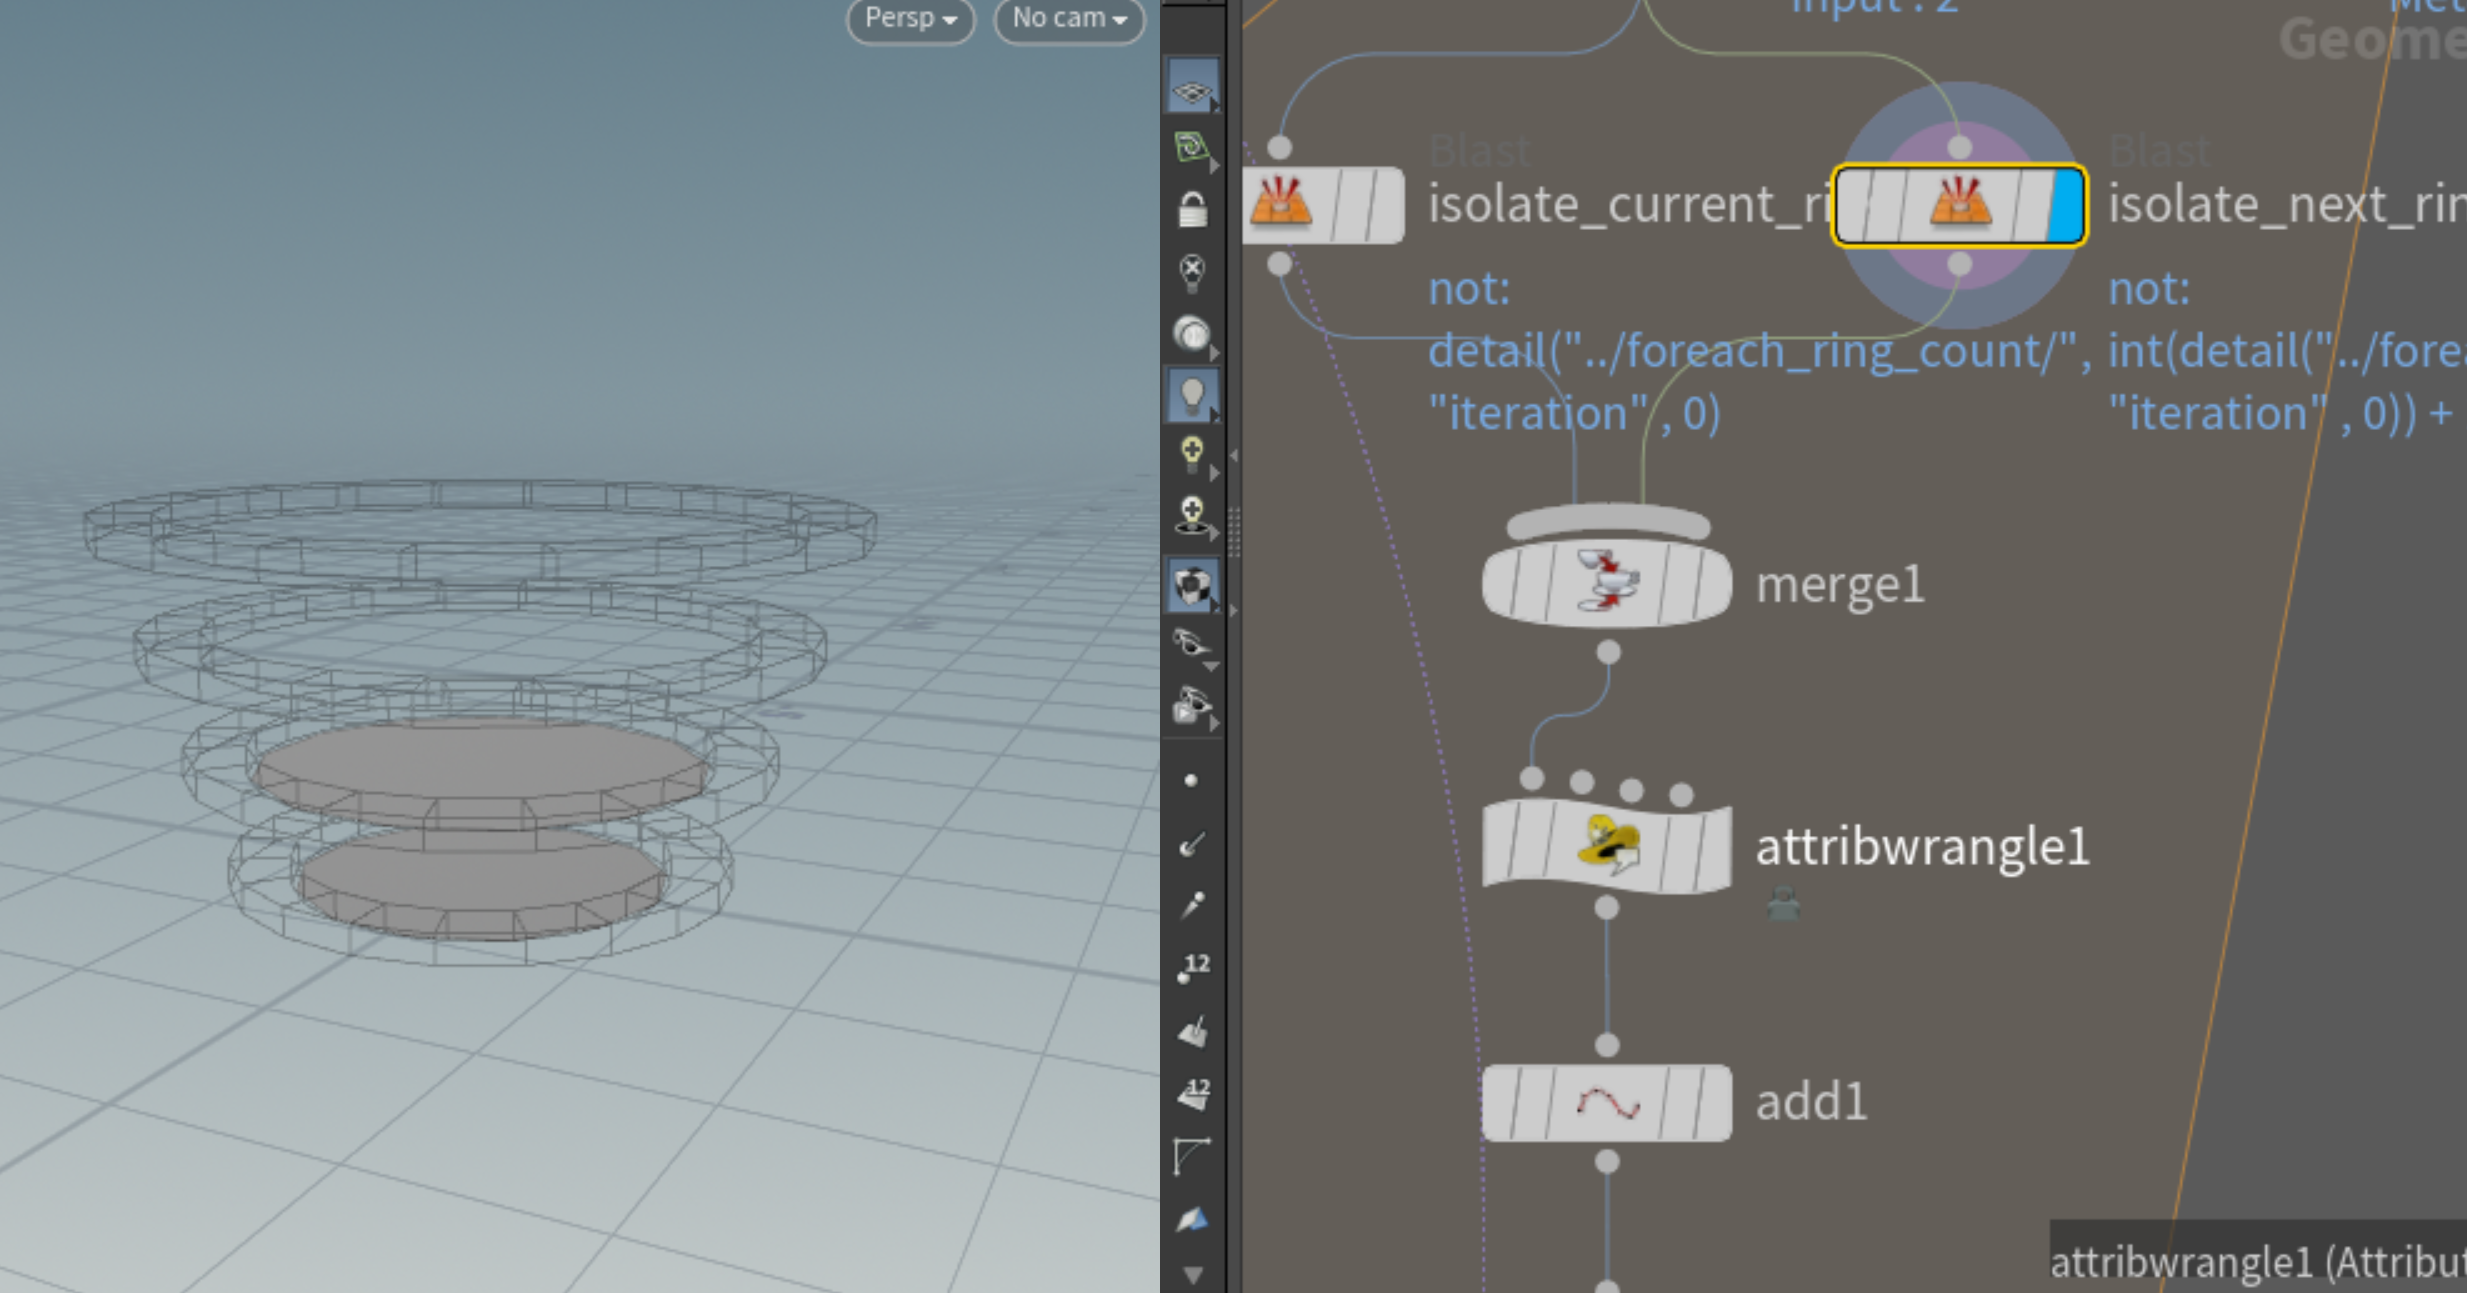 Persp
No cam
Input : 2
Geome
Blast
isolate_current_ri
not:
detail("../foreach_ring_count/",
"iteration" , 0)
Blast
isolate_next_rin
not:
int(detail("../forea
"iteration" , 0)) +
merge1
attribwrangle1
add1
12
12
attribwrangle1 (Attribut